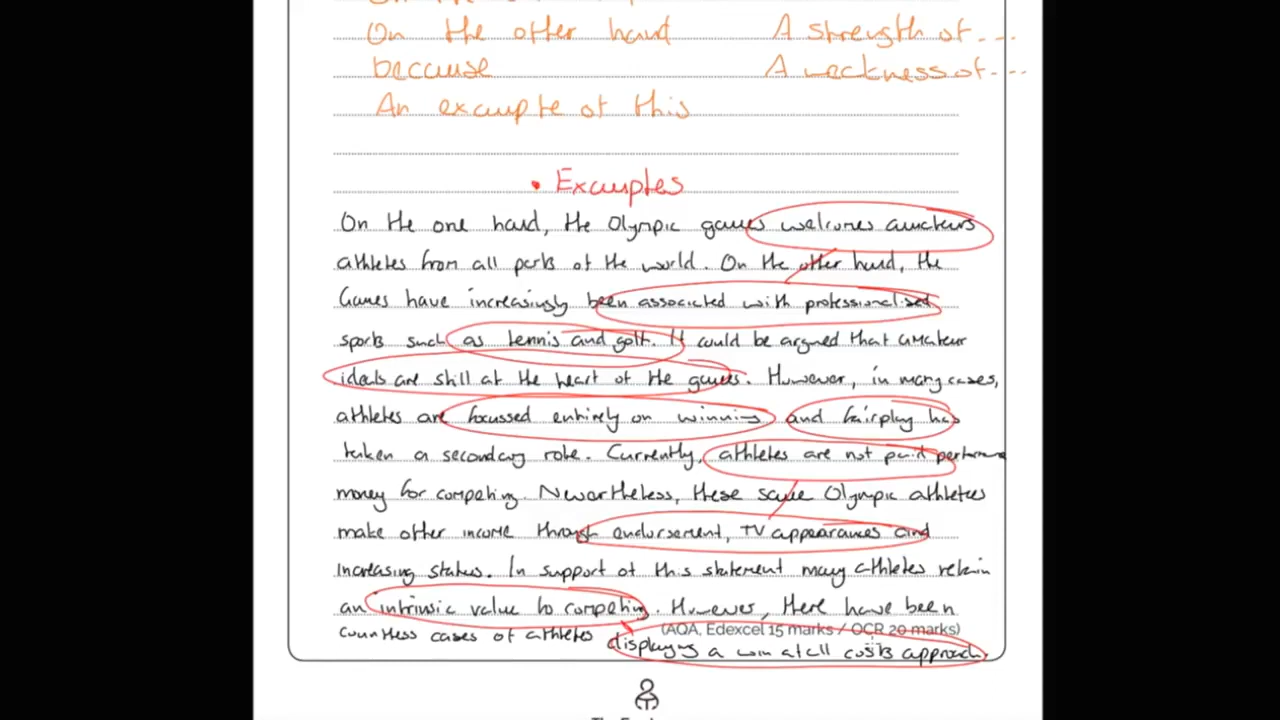 On the other hand A strength of...
because A weakness of...
An example of this
• Examples
On the one hand, the Olympic games welcomes amateurs
athletes from all parts of the world. On the other hand, the
Games have increasingly been associated with professionalised
sports such as tennis and golf. It could be argued that amateur
ideals are still at the heart of the games. However, in many cases,
athletes are focussed entirely on winning and fairplay has
taken a secondary role. Currently, athletes are not paid performance
money for competing. Nevertheless, these same Olympic athletes
make other income through endorsement, TV appearances and
increasing status. In support of this statement many athletes retain
an intrinsic value to competing. However, there have been
(AQA, Edexcel 15 marks / OCR 20 marks)
countless cases of athletes displaying a win at all costs approach.